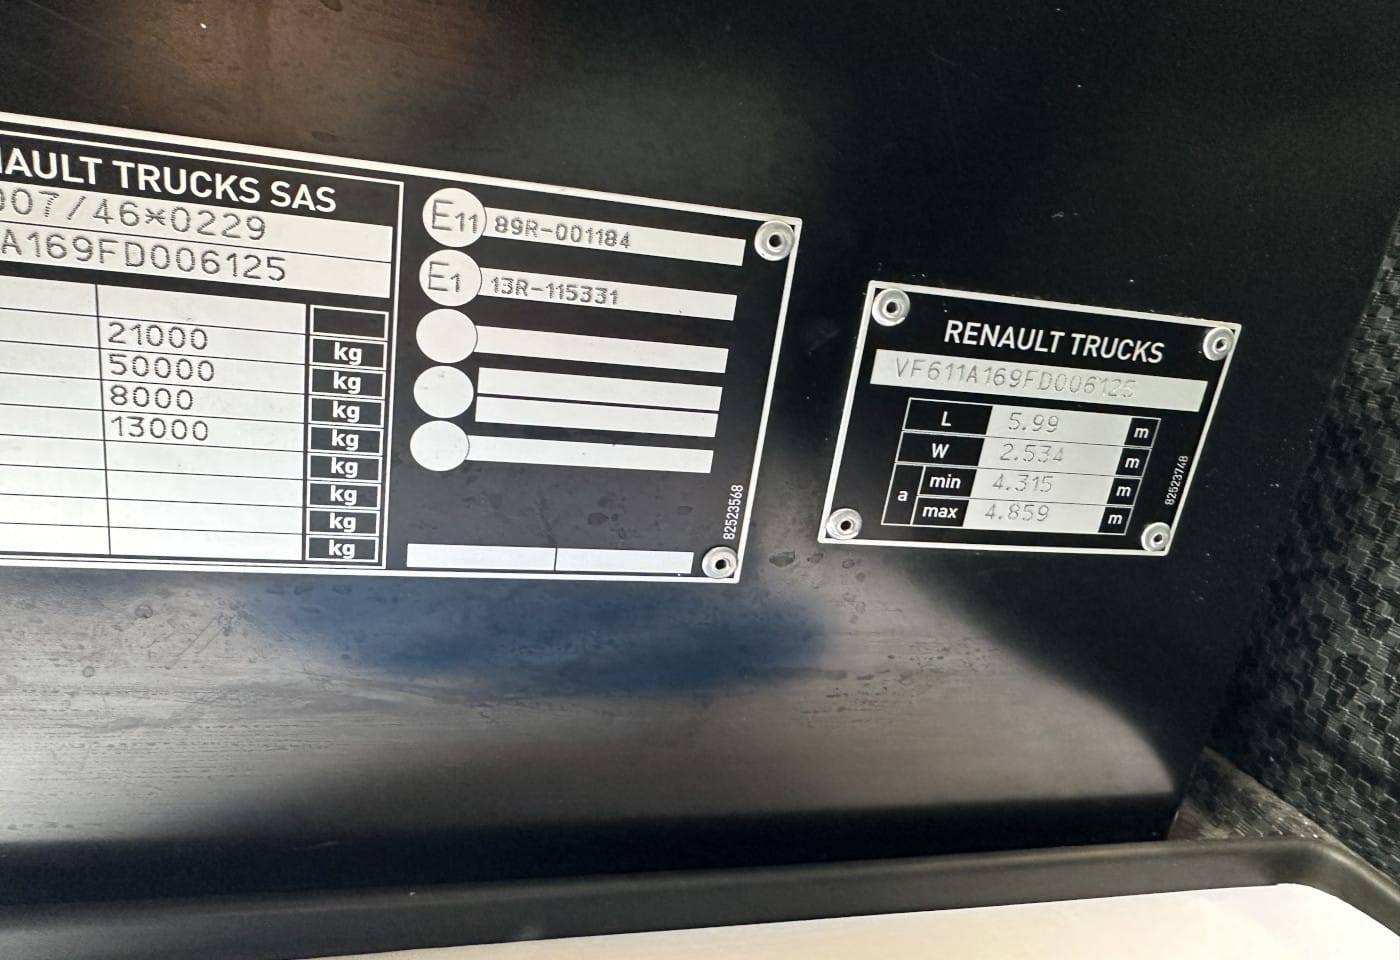 AULT TRUCKS SAS
007/46*0229
A169FD006125
21000 kg
50000 kg
8000 kg
13000 kg
kg
kg
kg
kg
E11 89R-001184
E1 13R-115331
82523568
RENAULT TRUCKS
VF611A169FD006125
L 5.99 m
W 2.534 m
a min 4.315 m
max 4.859 m
82523748